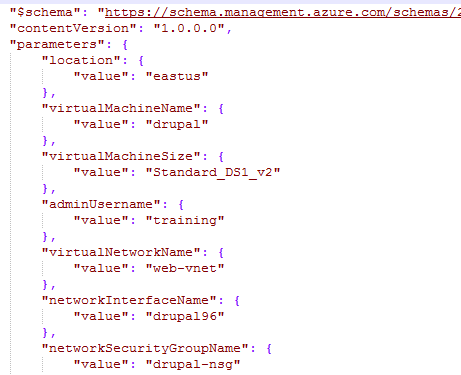 "$schema": "https://schema.management.azure.com/schemas/2
"contentVersion": "1.0.0.0",
"parameters": {
"location": {
"value": "eastus"
},
"virtualMachineName": {
"value": "drupal"
},
"virtualMachineSize": {
"value": "Standard_DS1_v2"
},
"adminUsername": {
"value": "training"
},
"virtualNetworkName": {
"value": "web-vnet"
},
"networkInterfaceName": {
"value": "drupal96"
},
"networkSecurityGroupName": {
"value": "drupal-nsg"